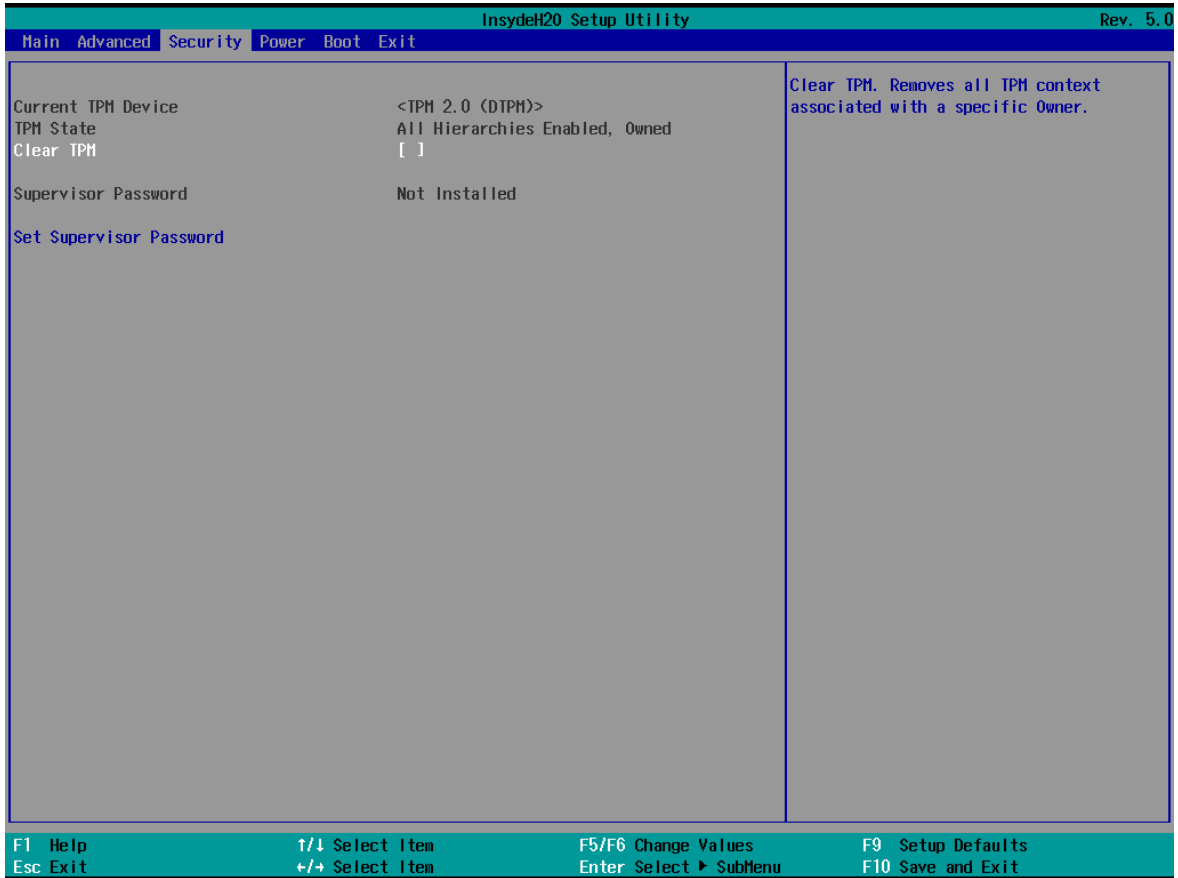 InsydeH20 Setup Utility Rev. 5.0
Main Advanced Security Power Boot Exit
Clear TPM. Removes all TPM context
associated with a specific Owner.
Current TPM Device <TPM 2.0 (DTPM)>
TPM State All Hierarchies Enabled, Owned
Clear TPM [ ]
Supervisor Password Not Installed
Set Supervisor Password
F1 Help ↑/↓ Select Item F5/F6 Change Values F9 Setup Defaults
Esc Exit ←/→ Select Item Enter Select ▶ SubMenu F10 Save and Exit